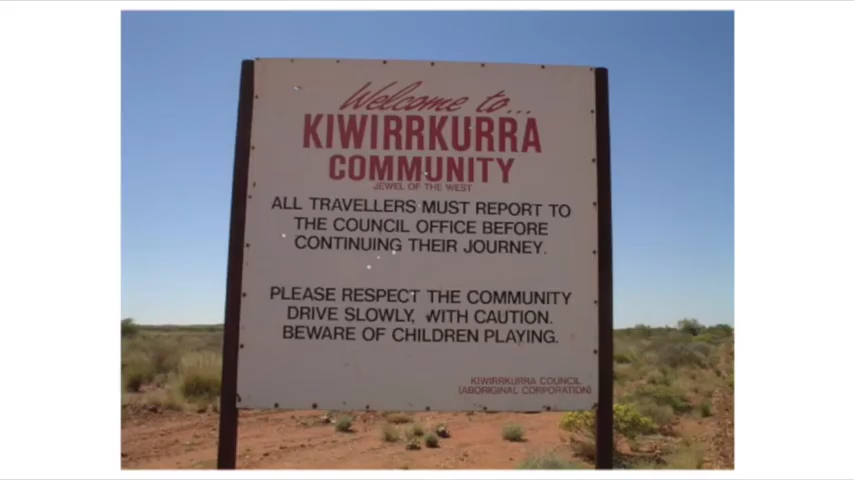 Welcome to...
KIWIRRKURRA
COMMUNITY
JEWEL OF THE WEST
ALL TRAVELLERS MUST REPORT TO
THE COUNCIL OFFICE BEFORE
CONTINUING THEIR JOURNEY.
PLEASE RESPECT THE COMMUNITY
DRIVE SLOWLY, WITH CAUTION.
BEWARE OF CHILDREN PLAYING.
KIWIRRKURRA COUNCIL
(ABORIGINAL CORPORATION)